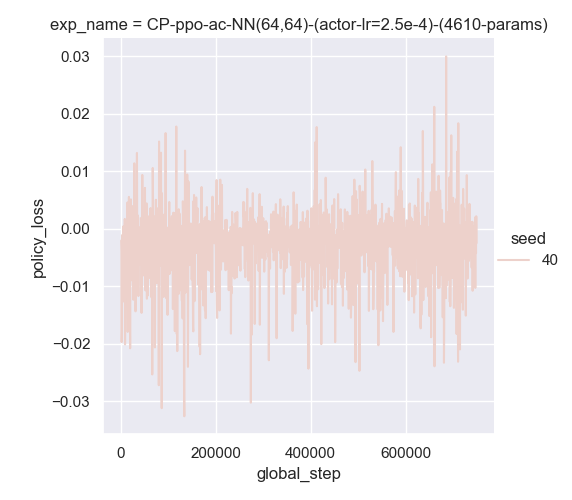 exp_name = CP-ppo-ac-NN(64,64)-(actor-lr=2.5e-4)-(4610-params)
0.03
0.02
0.01
0.00
−0.01
−0.02
−0.03
policy_loss
0 200000 400000 600000
global_step
seed
40